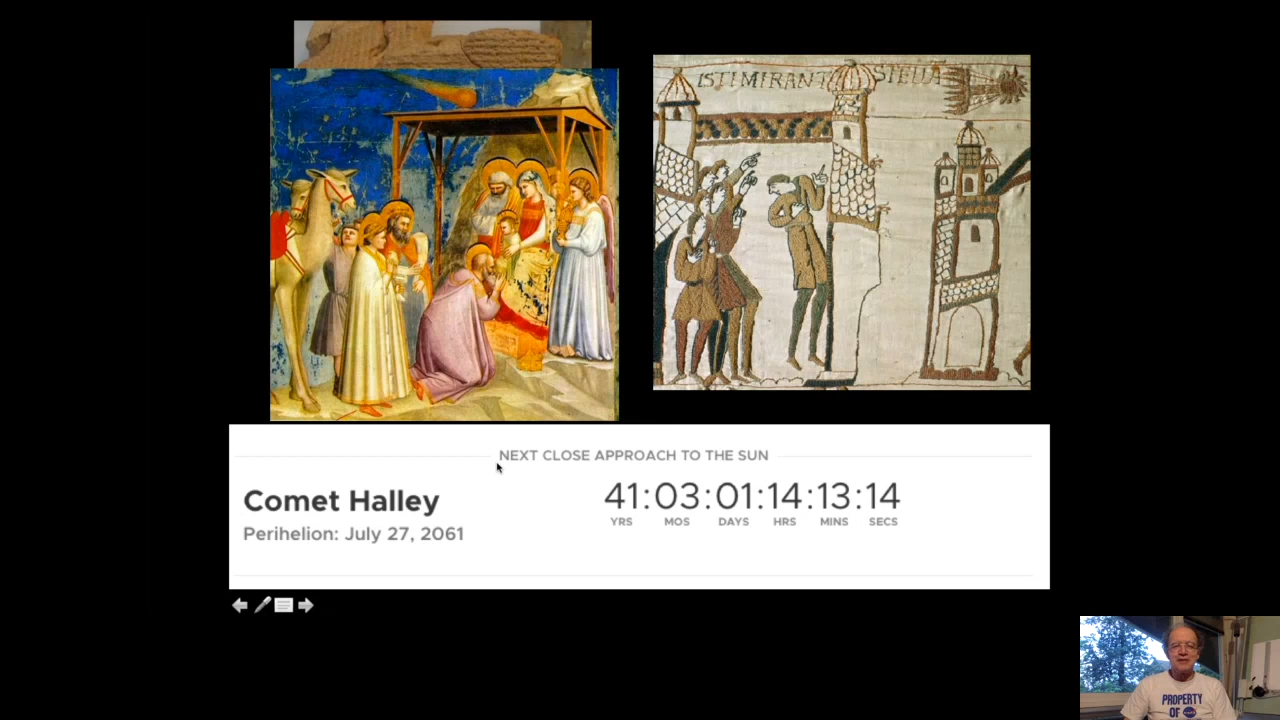 ISTI MIRANT STELLA
NEXT CLOSE APPROACH TO THE SUN
Comet Halley
Perihelion: July 27, 2061
41:03:01:14:13:14
YRS MOS DAYS HRS MINS SECS
PROPERTY
OF